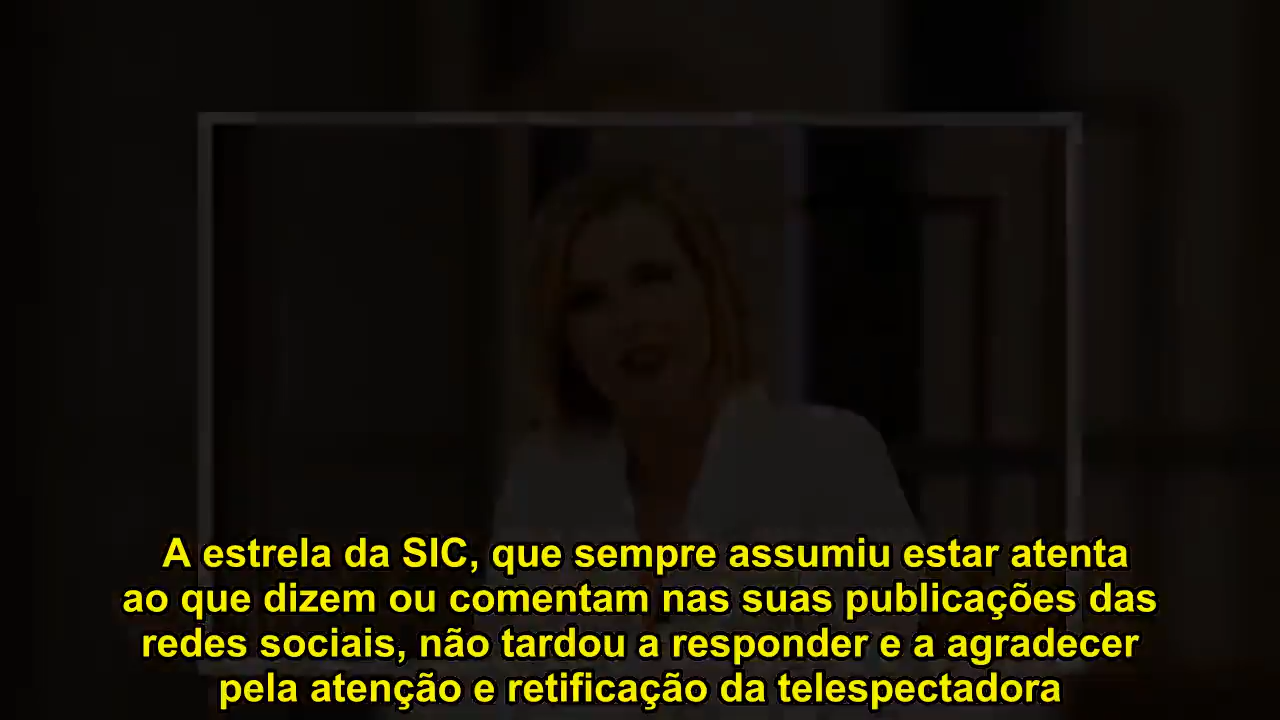 A estrela da SIC, que sempre assumiu estar atenta
ao que dizem ou comentam nas suas publicações das
redes sociais, não tardou a responder e a agradecer
pela atenção e retificação da telespectadora